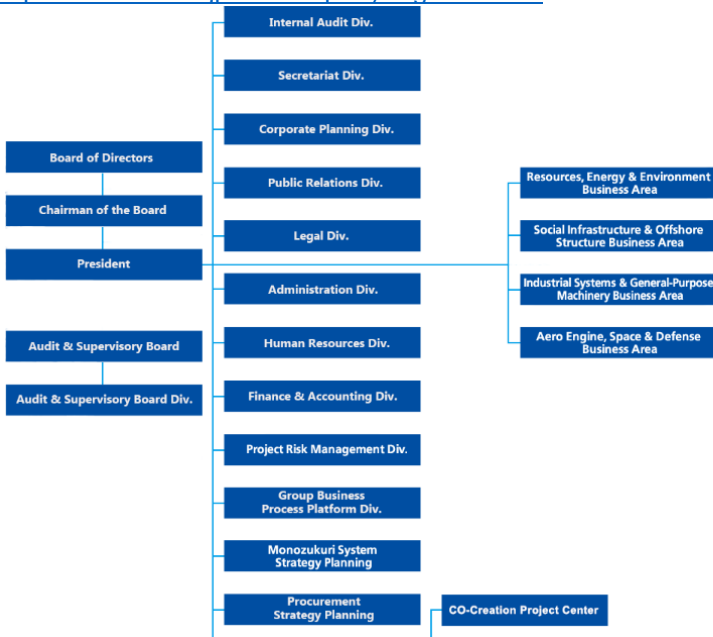 Internal Audit Div.
Secretariat Div.
Corporate Planning Div.
Board of Directors
Public Relations Div.
Resources, Energy & Environment
Business Area
Chairman of the Board
Legal Div.
Social Infrastructure & Offshore
Structure Business Area
President
Administration Div.
Industrial Systems & General-Purpose
Machinery Business Area
Audit & Supervisory Board
Human Resources Div.
Aero Engine, Space & Defense
Business Area
Audit & Supervisory Board Div.
Finance & Accounting Div.
Project Risk Management Div.
Group Business
Process Platform Div.
Monozukuri System
Strategy Planning
Procurement
Strategy Planning
CO-Creation Project Center